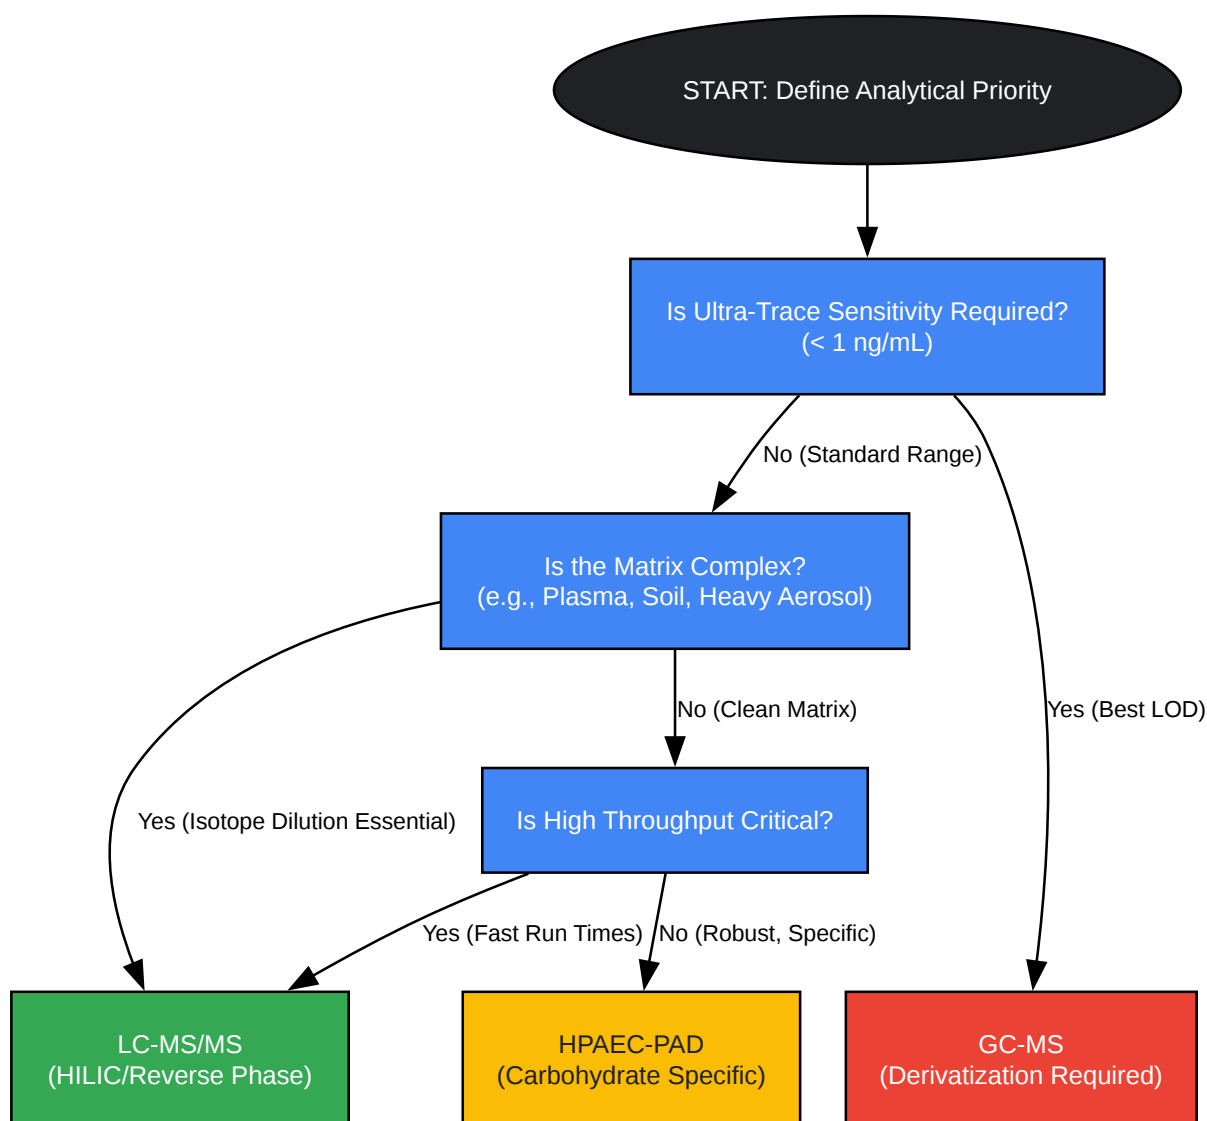 START: Define Analytical Priority
Is Ultra-Trace Sensitivity Required?
(< 1 ng/mL)
No (Standard Range)
Is the Matrix Complex?
(e.g., Plasma, Soil, Heavy Aerosol)
No (Clean Matrix)
Yes (Best LOD)
Yes (Isotope Dilution Essential)
Is High Throughput Critical?
Yes (Fast Run Times)
No (Robust, Specific)
LC-MS/MS
(HILIC/Reverse Phase)
HPAEC-PAD
(Carbohydrate Specific)
GC-MS
(Derivatization Required)